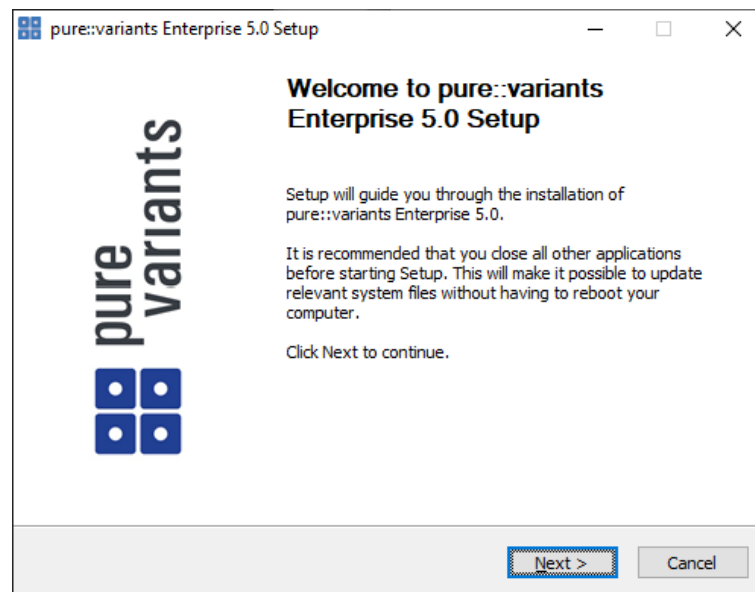 pure::variants Enterprise 5.0 Setup
Welcome to pure::variants
Enterprise 5.0 Setup
pure
variants
Setup will guide you through the installation of
pure::variants Enterprise 5.0.
It is recommended that you close all other applications
before starting Setup. This will make it possible to update
relevant system files without having to reboot your
computer.
Click Next to continue.
Next >
Cancel